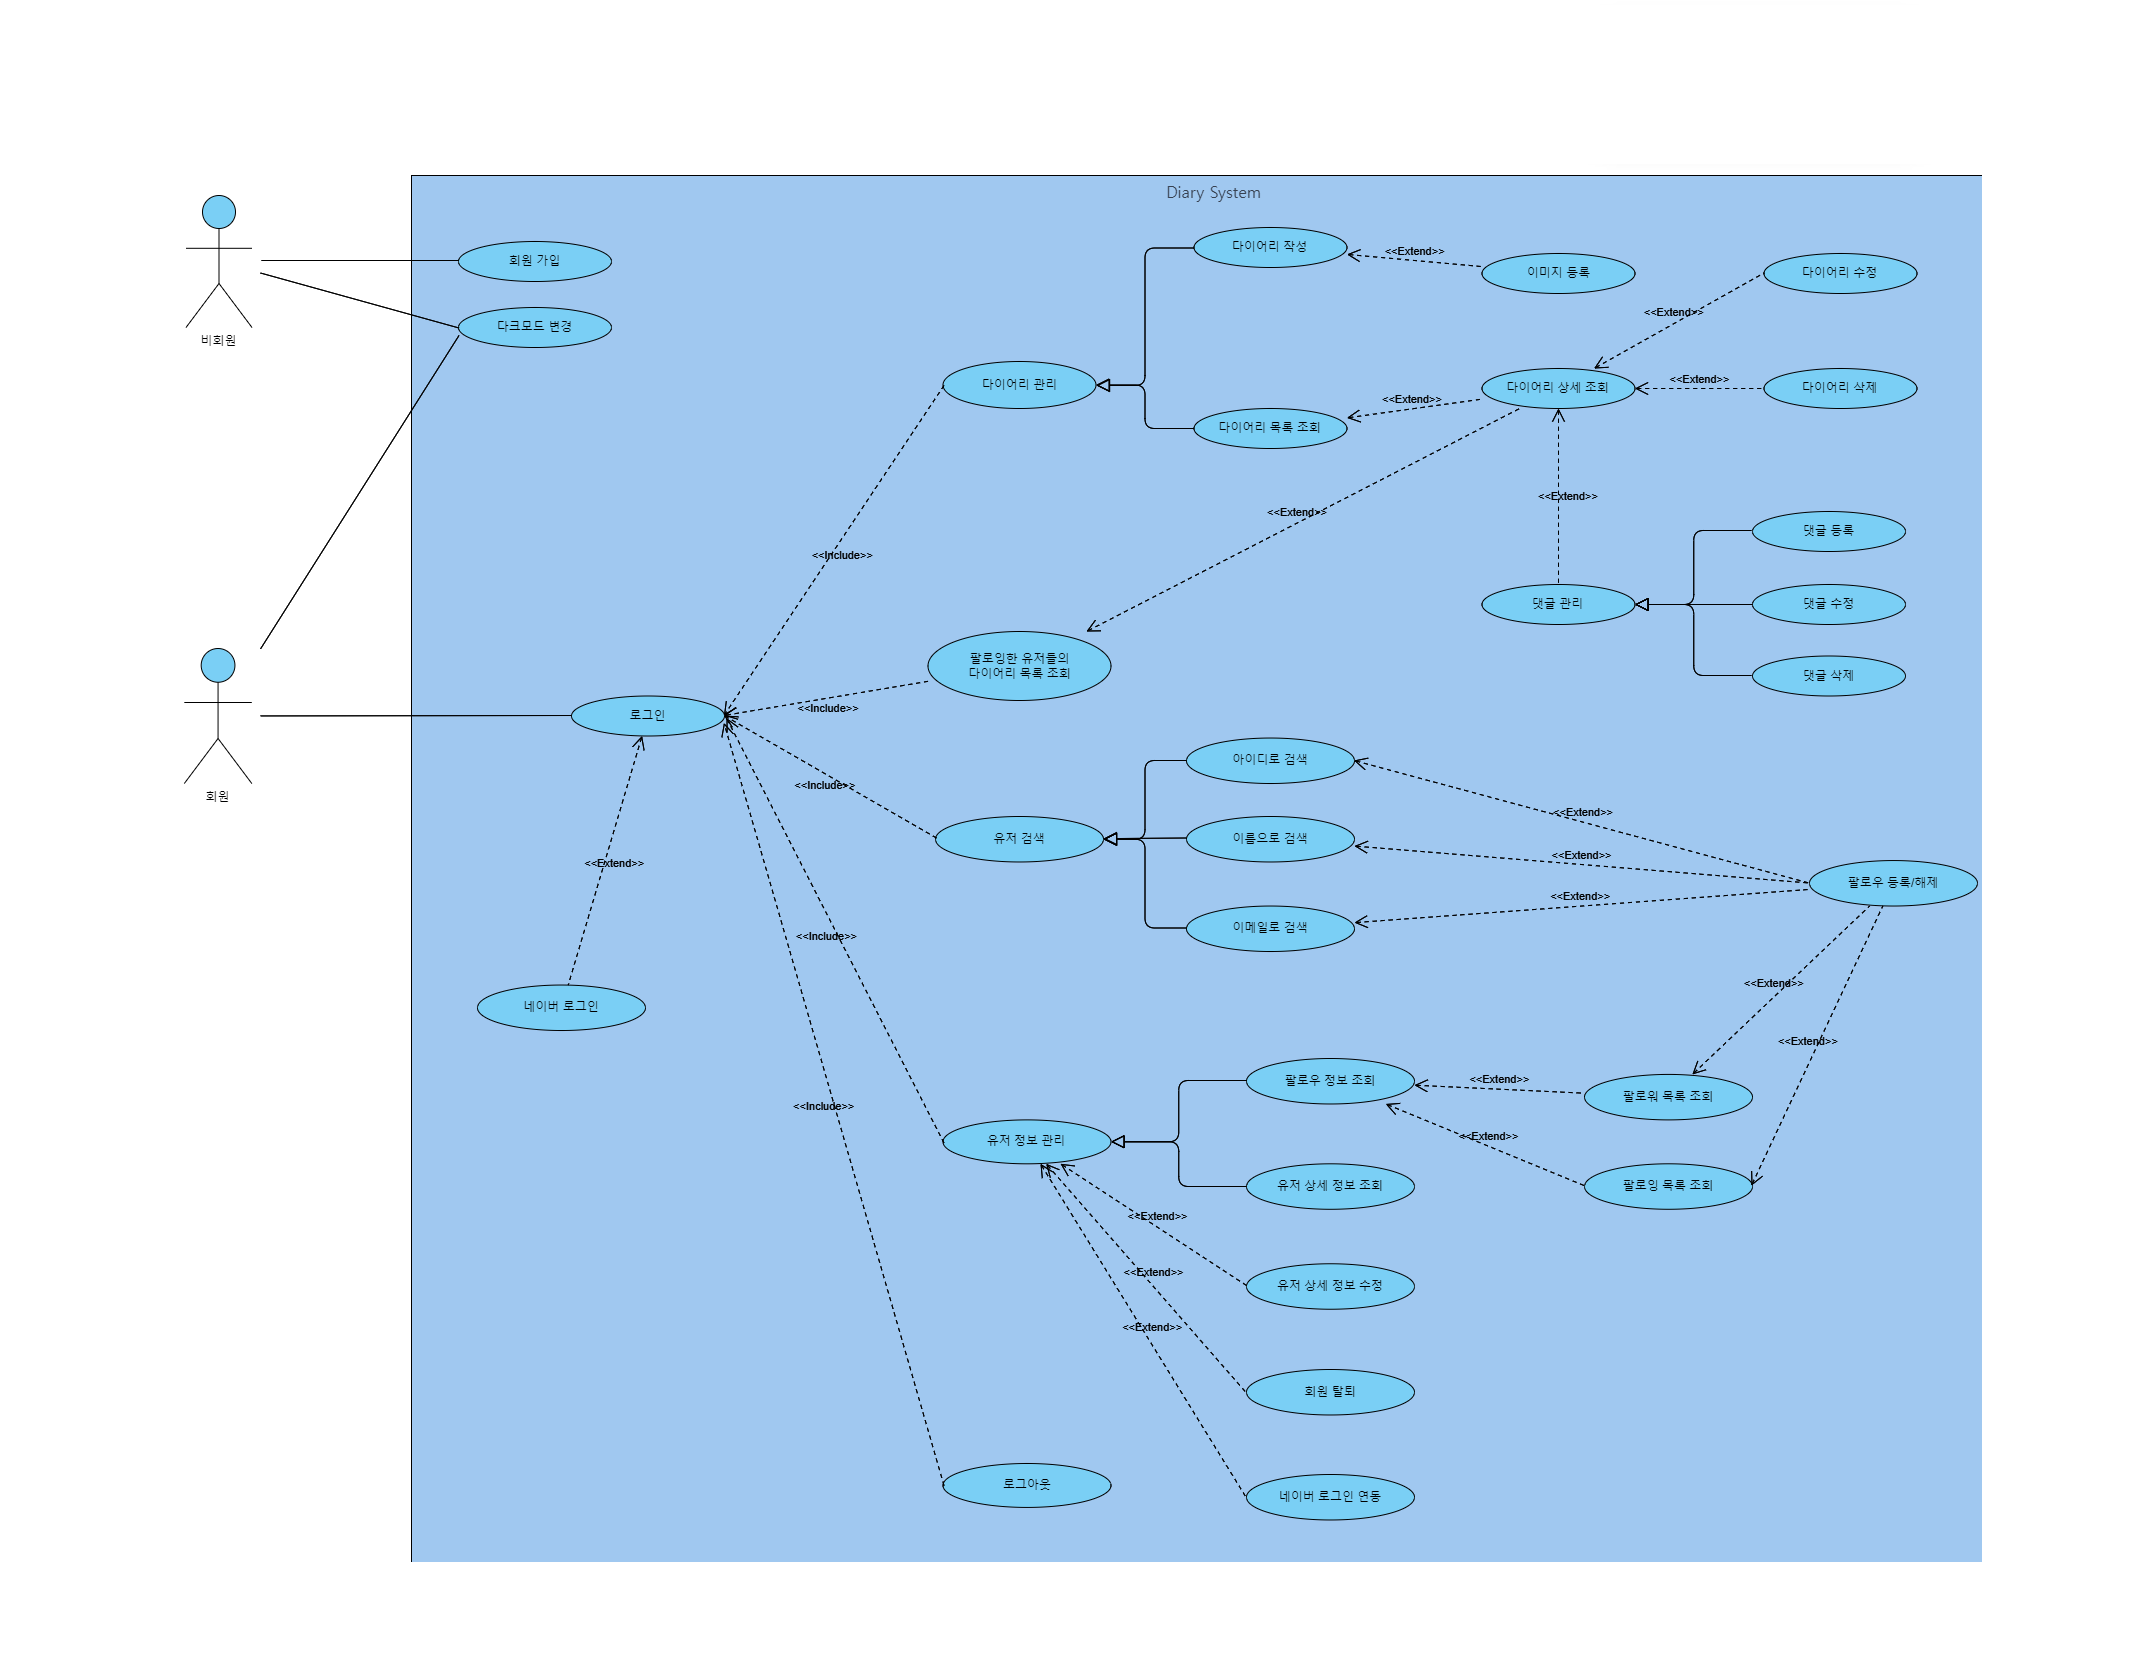 Diary System
비회원
회원 가입
다크모드 변경
다이어리 작성
<<Extend>>
이미지 등록
다이어리 수정
<<Extend>>
다이어리 관리
다이어리 상세 조회
<<Extend>>
다이어리 삭제
<<Extend>>
다이어리 목록 조회
<<Extend>>
<<Extend>>
<<Include>>
댓글 등록
댓글 관리
댓글 수정
댓글 삭제
팔로잉한 유저들의
다이어리 목록 조회
<<Include>>
로그인
회원
<<Include>>
아이디로 검색
<<Extend>>
유저 검색
이름으로 검색
<<Extend>>
<<Extend>>
팔로우 등록/해제
이메일로 검색
<<Extend>>
<<Include>>
네이버 로그인
<<Extend>>
<<Extend>>
<<Include>>
팔로우 정보 조회
<<Extend>>
팔로워 목록 조회
유저 정보 관리
<<Extend>>
유저 상세 정보 조회
팔로잉 목록 조회
<<Extend>>
<<Extend>>
유저 상세 정보 수정
<<Extend>>
회원 탈퇴
로그아웃
네이버 로그인 연동